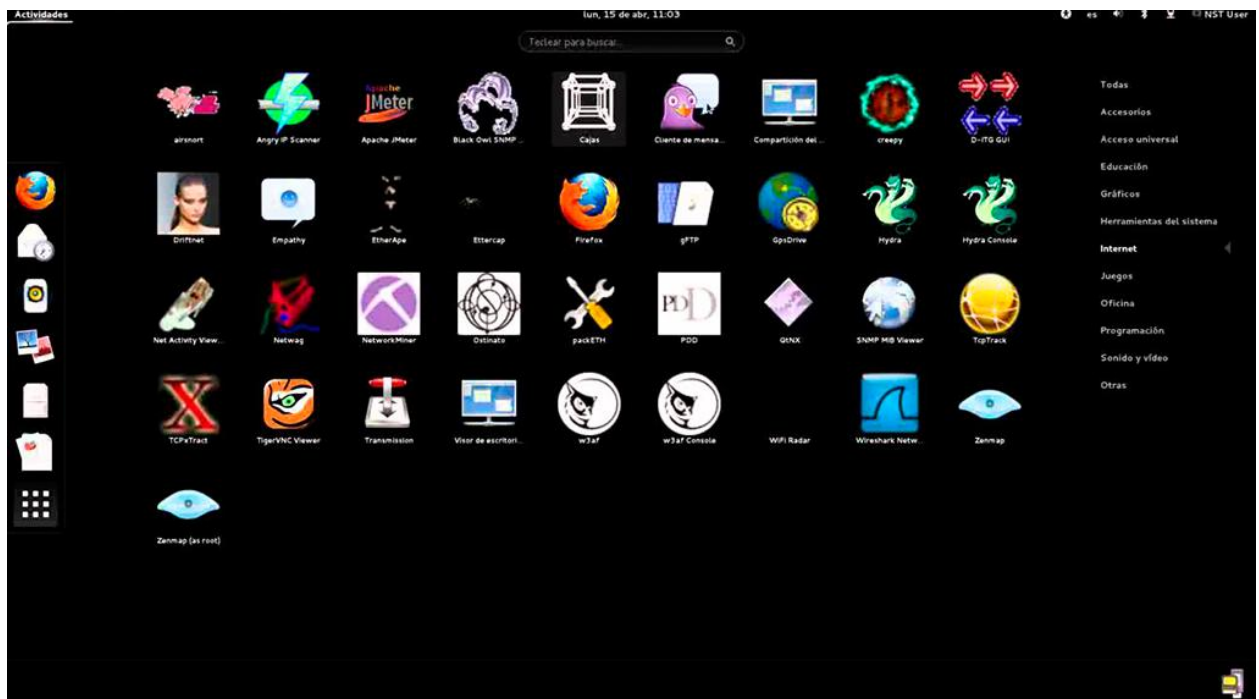 Actividades
lun, 15 de abr, 11:03
es
NST User
Teclear para buscar...
airsnort
Angry IP Scanner
Apache JMeter
Black Owl SNMP ...
Cajas
Cliente de mensa...
Compartición del ...
creepy
D-ITG GUI
Apache
JMeter
Driftnet
Empathy
EtherApe
Ettercap
Firefox
gFTP
GpsDrive
Hydra
Hydra Console
Net Activity View...
Netwag
NetworkMiner
Ostinato
packETH
PDD
QtNX
SNMP MIB Viewer
TcpTrack
PDD
TCPxTract
TigerVNC Viewer
Transmission
Visor de escritori...
w3af
w3af Console
WiFi Radar
Wireshark Netw...
Zenmap
X
Zenmap (as root)
Todas
Accesorios
Acceso universal
Educación
Gráficos
Herramientas del sistema
Internet
Juegos
Oficina
Programación
Sonido y vídeo
Otras